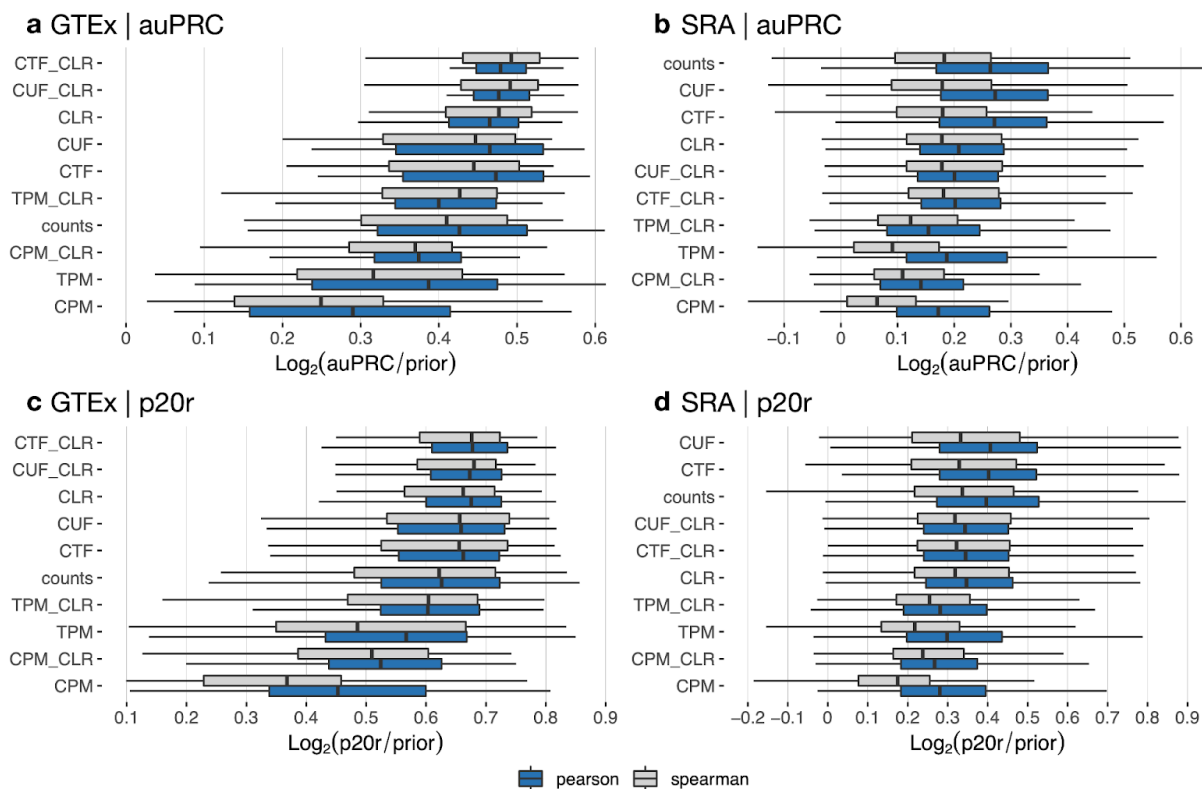 a GTEx | auPRC
CTF_CLR
CUF_CLR
CLR
CUF
CTF
TPM_CLR
counts
CPM_CLR
TPM
CPM
0 0.1 0.2 0.3 0.4 0.5 0.6
Log₂(auPRC/prior)
b SRA | auPRC
counts
CUF
CTF
CLR
CUF_CLR
CTF_CLR
TPM_CLR
TPM
CPM_CLR
CPM
−0.1 0 0.1 0.2 0.3 0.4 0.5 0.6
Log₂(auPRC/prior)
c GTEx | p20r
CTF_CLR
CUF_CLR
CLR
CUF
CTF
counts
TPM_CLR
TPM
CPM_CLR
CPM
0.1 0.2 0.3 0.4 0.5 0.6 0.7 0.8 0.9
Log₂(p20r/prior)
d SRA | p20r
CUF
CTF
counts
CUF_CLR
CTF_CLR
CLR
TPM_CLR
TPM
CPM_CLR
CPM
−0.2 −0.1 0 0.1 0.2 0.3 0.4 0.5 0.6 0.7 0.8 0.9
Log₂(p20r/prior)
pearson spearman